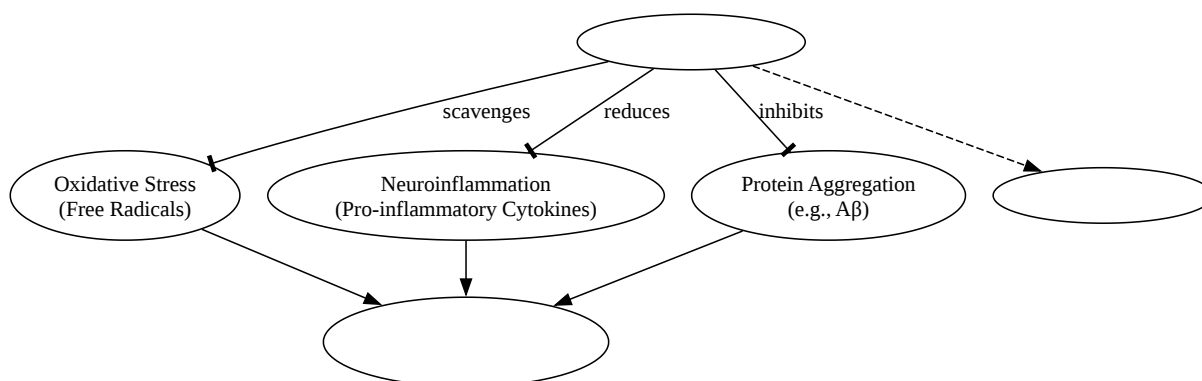 scavenges
reduces
inhibits
Oxidative Stress
(Free Radicals)
Neuroinflammation
(Pro-inflammatory Cytokines)
Protein Aggregation
(e.g., Aβ)